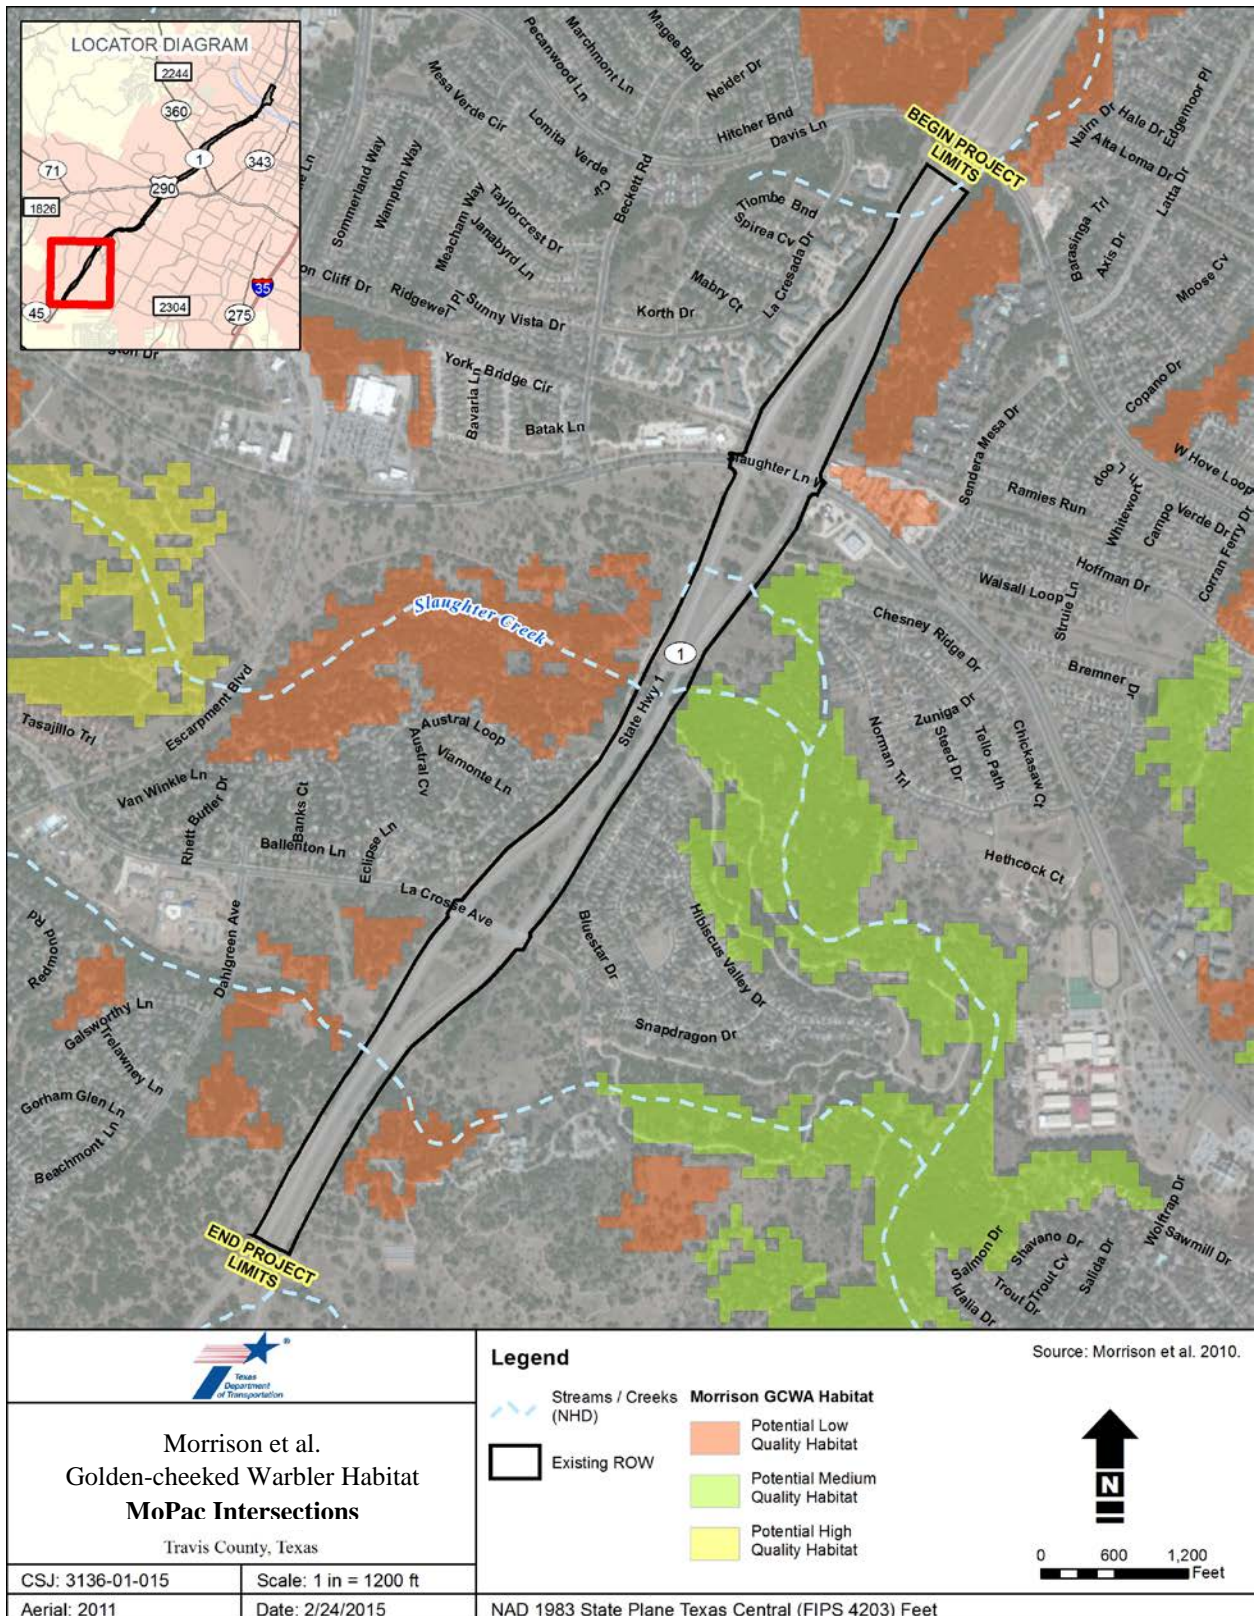 LOCATOR DIAGRAM
2244
360
1
343
71
290
1826
35
45
2304
275
Magee Bnd
Marchmont Ln
Pecanwood Ln
Neider Dr
Mesa Verde Cir
Lomita Verde Cir
Hitcher Bnd
Davis Ln
BEGIN PROJECT
LIMITS
Nairn Dr
Hale Dr
Edgemoor Pl
Alta Loma Dr
Latta Dr
Sommerland Way
Wampton Way
Beckett Rd
Meacham Way
Taylorcrest Dr
Janabyrd Ln
Tiombe Bnd
Spirea Cv
Barasinga Trl
Axis Dr
Moose Cv
on Cliff Dr
Ridgewel
l Pl
Sunny Vista Dr
Korth Dr
Mabry Ct
La Cresada Dr
gton Dr
York Bridge Cir
Bavaria Ln
Batak Ln
Copano Dr
Sendera Mesa Dr
Slaughter Ln W
W Hove Loop
Ramies Run
Whitewort
h Loop
Campo
Verde Dr
Corran Ferry Dr
Hoffman Dr
Waisall Loop
Struie Ln
Slaughter Creek
Chesney Ridge Dr
Bremner Dr
1
State Hwy 1
Escarpment Blvd
Tasajillo Trl
Austral Loop
Austral Cv
Viamonte Ln
Norman Trl
Zuniga Dr
Steed Dr
Tello Path
Chickasaw Ct
Van Winkle Ln
Rhett Butler Dr
Banks Ct
Ballenton Ln
Eclipse Ln
La Crosse Ave
Hethcock Ct
Redmond Rd
Dahlgreen Ave
Bluestar Dr
Hibiscus Valley Dr
Galsworthy Ln
Trelawney Ln
Snapdragon Dr
Gorham Glen Ln
Beachmont Ln
END PROJECT
LIMITS
Wolftrap Dr
Sawmill Dr
Salmon Dr
Shavano Dr
Trout Cv
Salida Dr
Idalia Dr
Trout Dr
Texas
Department
of Transportation
®
Morrison et al.
Golden-cheeked Warbler Habitat
MoPac Intersections
Travis County, Texas
CSJ: 3136-01-015
Scale: 1 in = 1200 ft
Aerial: 2011
Date: 2/24/2015
Legend
Streams / Creeks
(NHD)
Existing ROW
Morrison GCWA Habitat
Potential Low
Quality Habitat
Potential Medium
Quality Habitat
Potential High
Quality Habitat
Source: Morrison et al. 2010.
N
0 600 1,200
Feet
NAD 1983 State Plane Texas Central (FIPS 4203) Feet